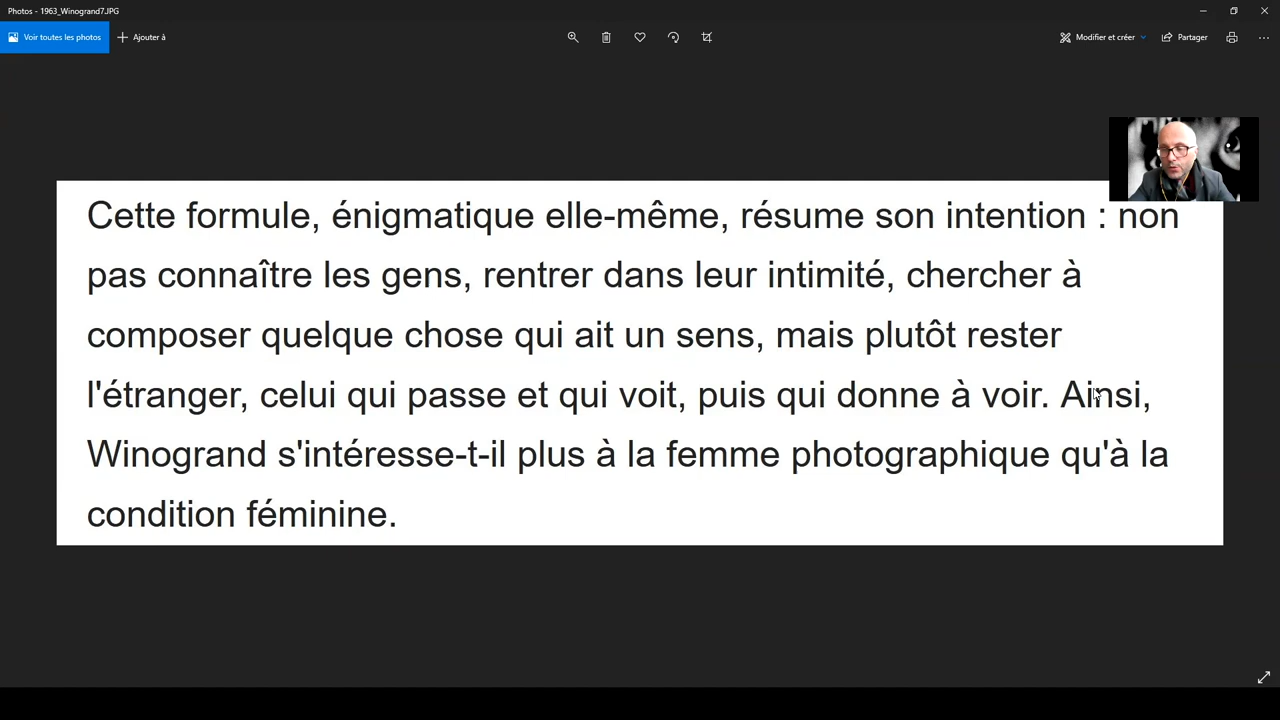 Photos - 1963_Winogrand7.JPG
Voir toutes les photos
Ajouter à
Modifier et créer
Partager
Cette formule, énigmatique elle-même, résume son intention : non
pas connaître les gens, rentrer dans leur intimité, chercher à
composer quelque chose qui ait un sens, mais plutôt rester
l'étranger, celui qui passe et qui voit, puis qui donne à voir. Ainsi,
Winogrand s'intéresse-t-il plus à la femme photographique qu'à la
condition féminine.